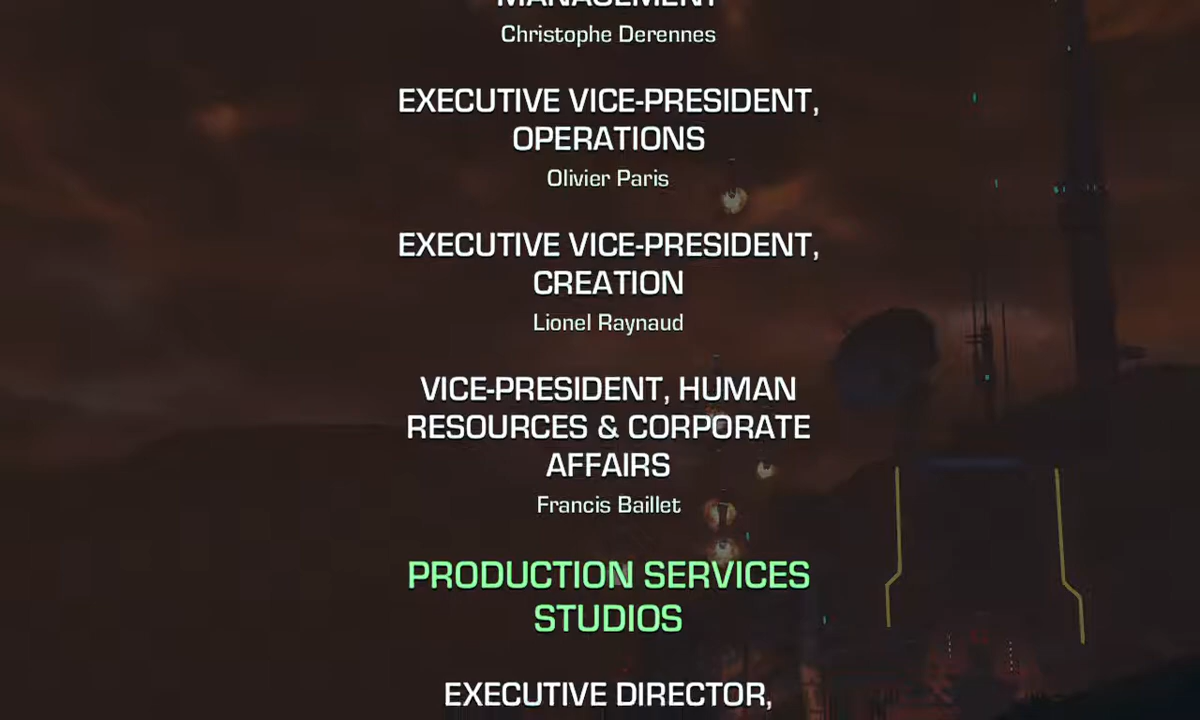 MANAGEMENT
Christophe Derennes
EXECUTIVE VICE-PRESIDENT,
OPERATIONS
Olivier Paris
EXECUTIVE VICE-PRESIDENT,
CREATION
Lionel Raynaud
VICE-PRESIDENT, HUMAN
RESOURCES & CORPORATE
AFFAIRS
Francis Baillet
PRODUCTION SERVICES
STUDIOS
EXECUTIVE DIRECTOR,